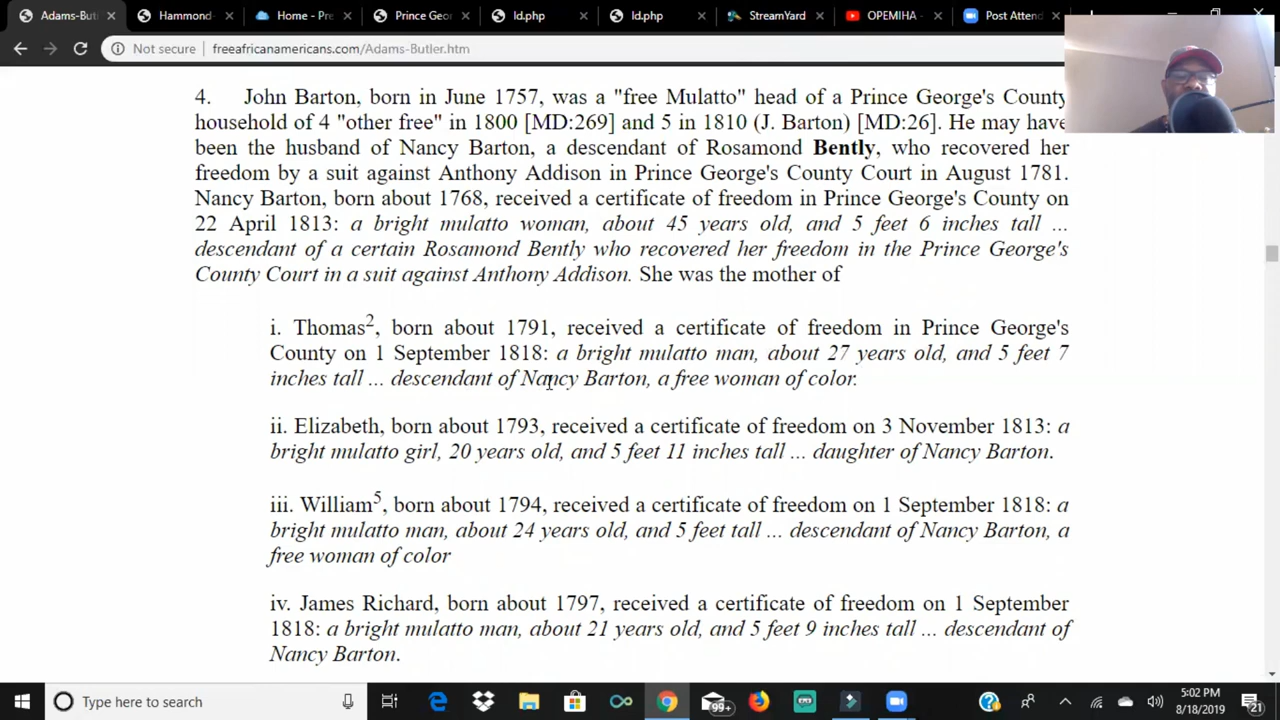 Adams-Bu
Hammond-
Home - Pre
Prince Geo
ld.php
ld.php
StreamYard
OPEMIHA
Post Attend
Not secure
freeafricanamericans.com/Adams-Butler.htm
4. John Barton, born in June 1757, was a "free Mulatto" head of a Prince George's County
household of 4 "other free" in 1800 [MD:269] and 5 in 1810 (J. Barton) [MD:26]. He may have
been the husband of Nancy Barton, a descendant of Rosamond Bently, who recovered her
freedom by a suit against Anthony Addison in Prince George's County Court in August 1781.
Nancy Barton, born about 1768, received a certificate of freedom in Prince George's County on
22 April 1813: a bright mulatto woman, about 45 years old, and 5 feet 6 inches tall ...
descendant of a certain Rosamond Bently who recovered her freedom in the Prince George's
County Court in a suit against Anthony Addison. She was the mother of
i. Thomas2, born about 1791, received a certificate of freedom in Prince George's
County on 1 September 1818: a bright mulatto man, about 27 years old, and 5 feet 7
inches tall ... descendant of Nancy Barton, a free woman of color.
ii. Elizabeth, born about 1793, received a certificate of freedom on 3 November 1813: a
bright mulatto girl, 20 years old, and 5 feet 11 inches tall ... daughter of Nancy Barton.
iii. William5, born about 1794, received a certificate of freedom on 1 September 1818: a
bright mulatto man, about 24 years old, and 5 feet tall ... descendant of Nancy Barton, a
free woman of color
iv. James Richard, born about 1797, received a certificate of freedom on 1 September
1818: a bright mulatto man, about 21 years old, and 5 feet 9 inches tall ... descendant of
Nancy Barton.
Type here to search
99+
5:02 PM
8/18/2019
21